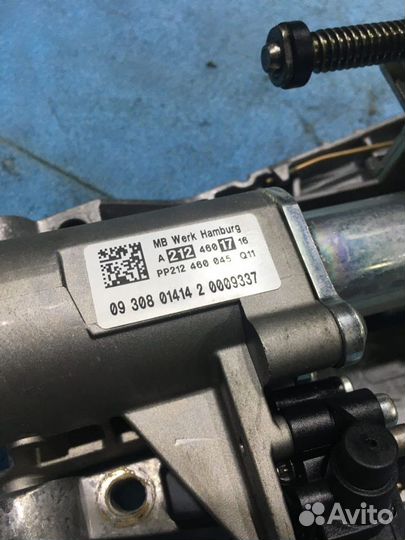 MB Werk Hamburg
A 212 460 17 16
PP212 460 045 Q11
09 308 01414 2 0009337
Avito